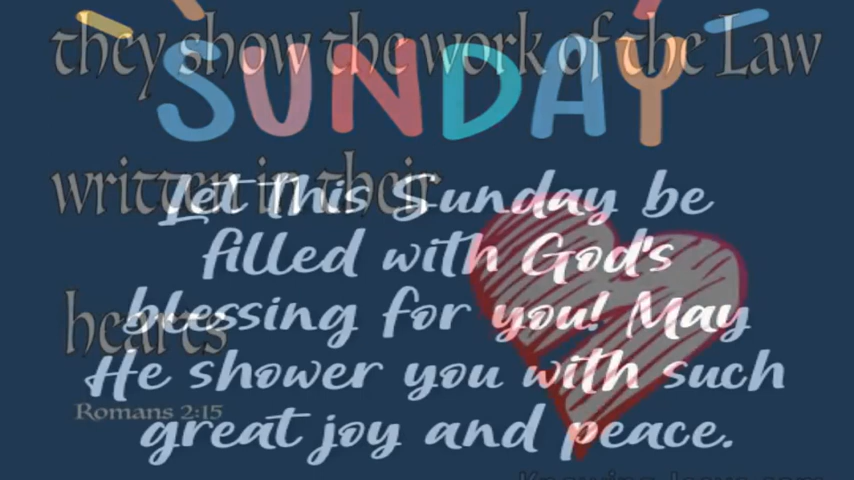 they show the work of the Law
SUNDAY
written in their
Let this Sunday be
filled with God's
hearts
blessing for you! May
He shower you with such
Romans 2:15
great joy and peace.